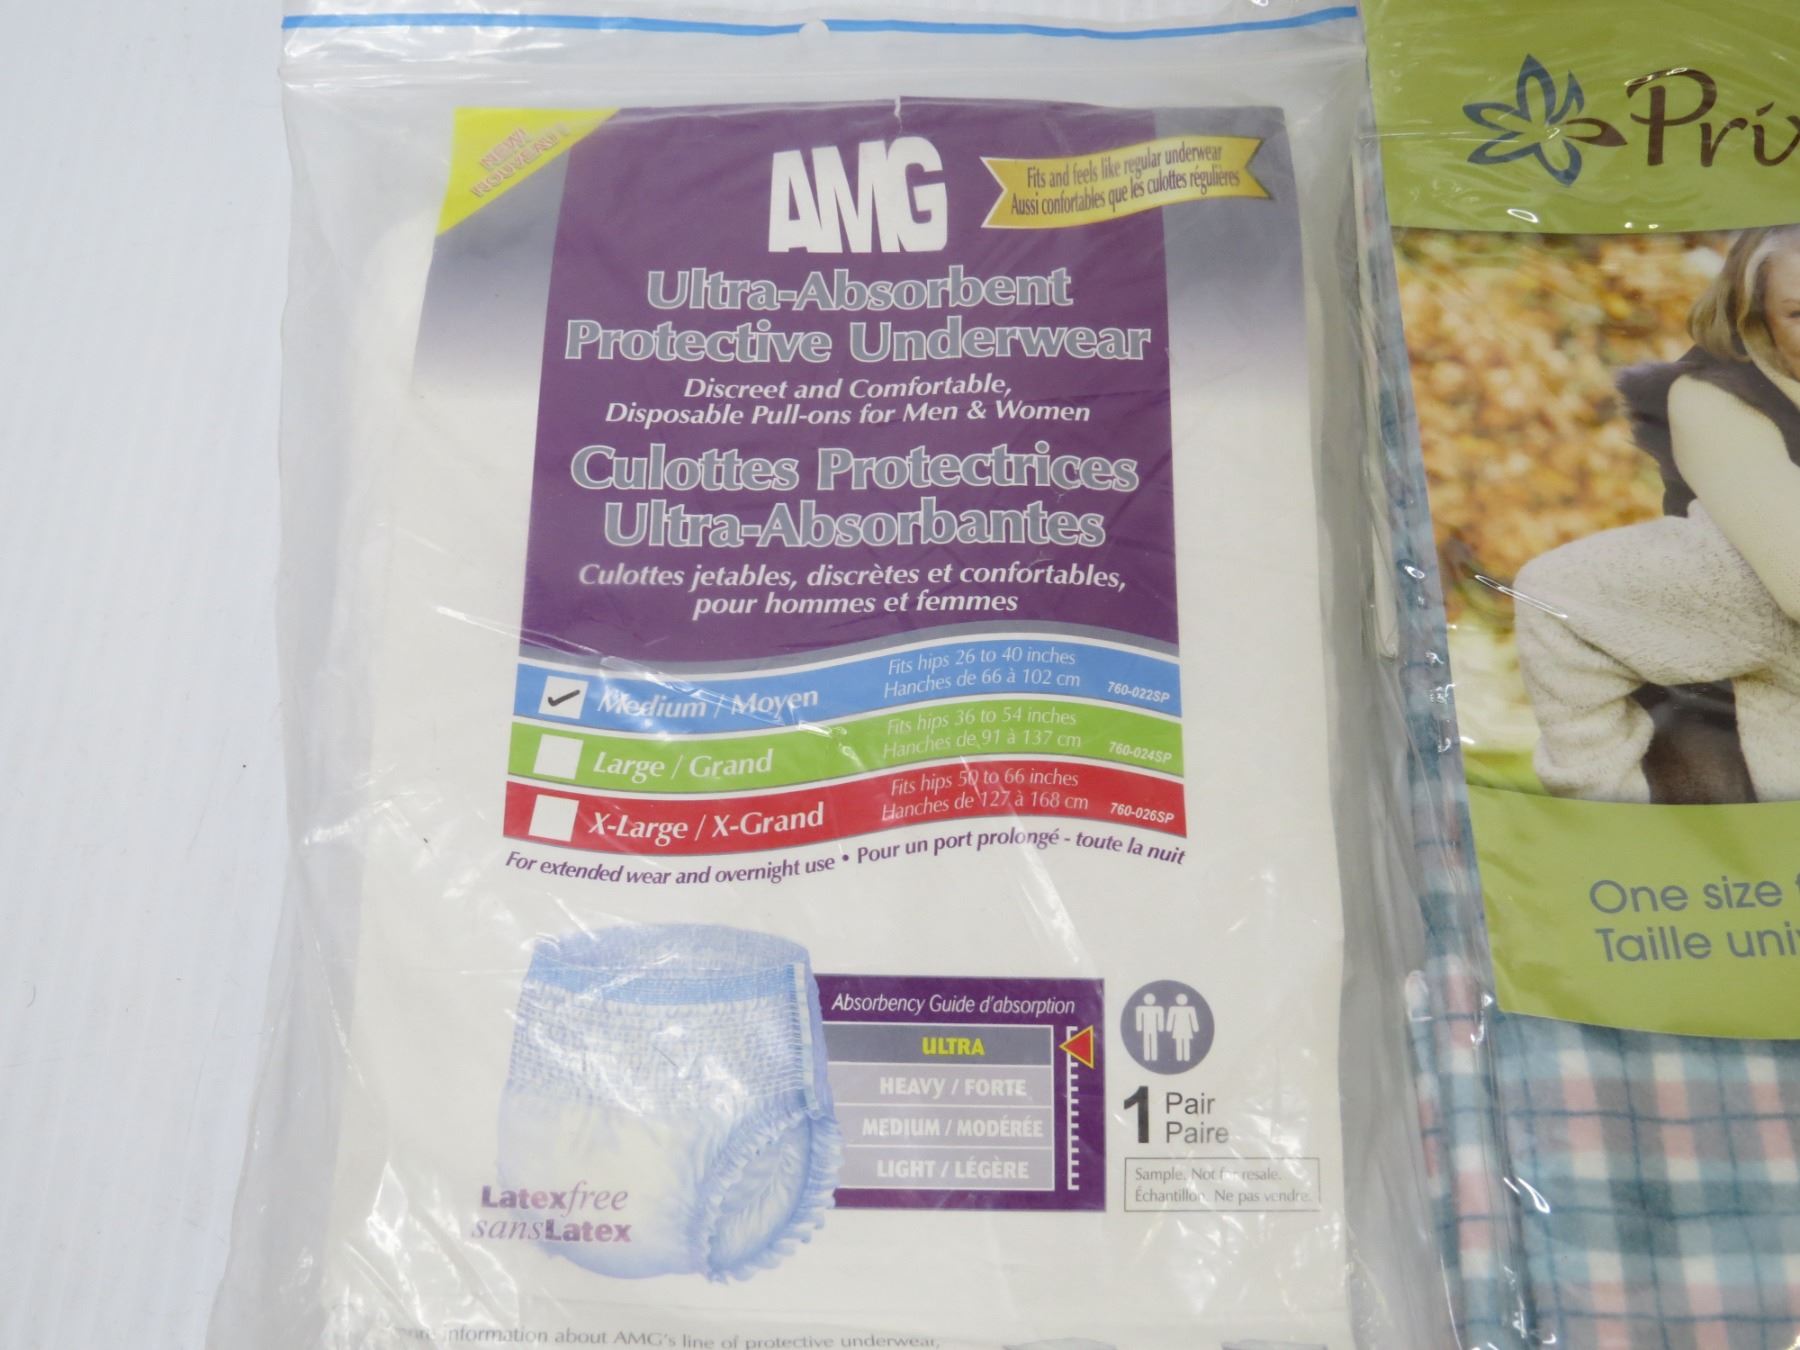 NEW!
NOUVEAU!
AMG
Fits and feels like regular underwear
Aussi confortables que les culottes régulières
Ultra-Absorbent
Protective Underwear
Discreet and Comfortable,
Disposable Pull-ons for Men & Women
Culottes Protectrices
Ultra-Absorbantes
Culottes jetables, discrètes et confortables,
pour hommes et femmes
Medium / Moyen
Fits hips 26 to 40 inches
Hanches de 66 à 102 cm
760-022SP
Large / Grand
Fits hips 36 to 54 inches
Hanches de 91 à 137 cm
760-024SP
X-Large / X-Grand
Fits hips 50 to 66 inches
Hanches de 127 à 168 cm
760-026SP
For extended wear and overnight use • Pour un port prolongé - toute la nuit
Absorbency Guide d'absorption
ULTRA
HEAVY / FORTE
MEDIUM / MODÉRÉE
LIGHT / LÉGÈRE
1 Pair
Paire
Sample. Not for resale.
Échantillon. Ne pas vendre.
Latexfree
sansLatex
information about AMG's line of protective underwear,
Priv
One size
Taille uni